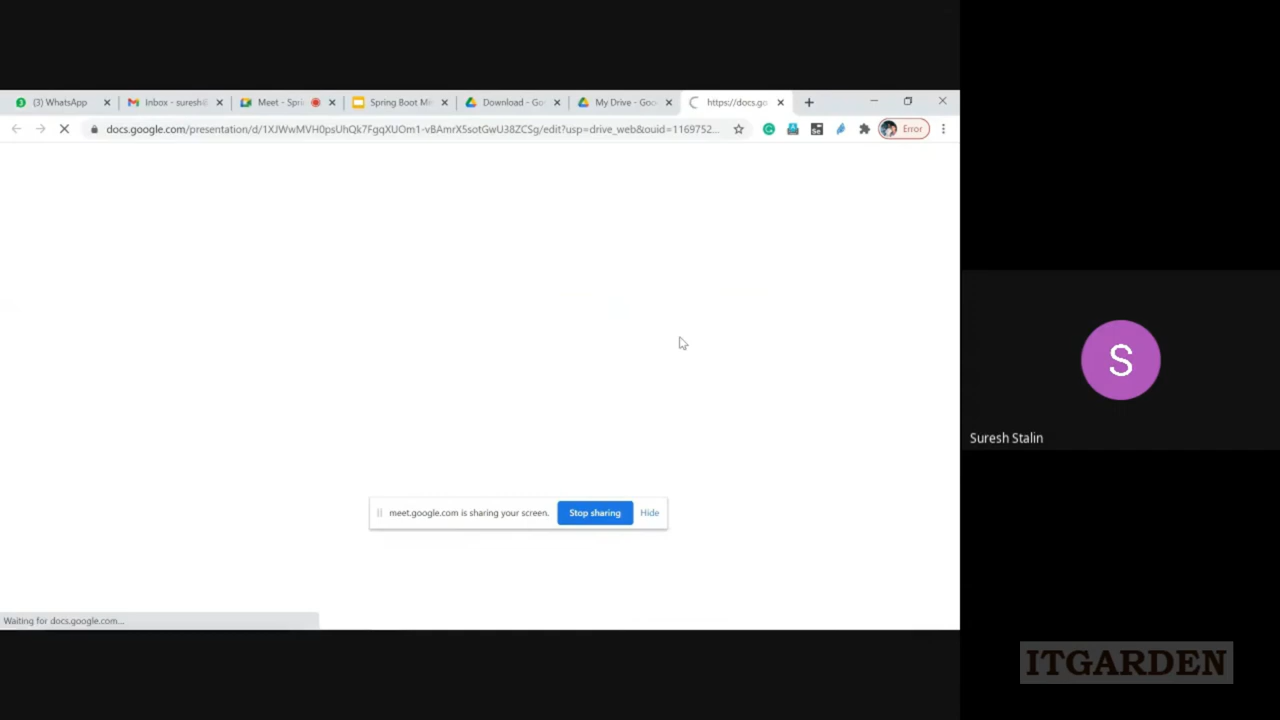 (3) WhatsApp
Inbox - suresh@
Meet - Spri
Spring Boot Mi
Download - Go
My Drive - Goo
https://docs.go
docs.google.com/presentation/d/1XJWwMVH0psUhQk7FgqXUOm1-vBAmrX5sotGwU38ZCSg/edit?usp=drive_web&ouid=1169752...
Error
S
Suresh Stalin
meet.google.com is sharing your screen.
Stop sharing
Hide
Waiting for docs.google.com...
ITGARDEN